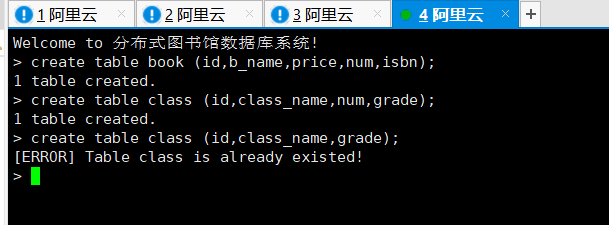 1 阿里云 2 阿里云 3 阿里云 4 阿里云
Welcome to 分布式图书馆数据库系统!
> create table book (id,b_name,price,num,isbn);
1 table created.
> create table class (id,class_name,num,grade);
1 table created.
> create table class (id,class_name,grade);
[ERROR] Table class is already existed!
>